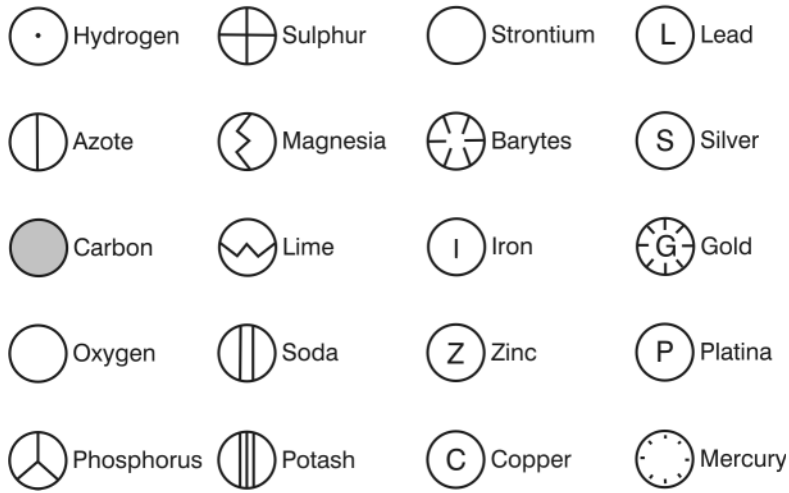 Hydrogen Sulphur Strontium L Lead
Azote Magnesia Barytes S Silver
Carbon Lime I Iron G Gold
Oxygen Soda Z Zinc P Platina
Phosphorus Potash C Copper Mercury